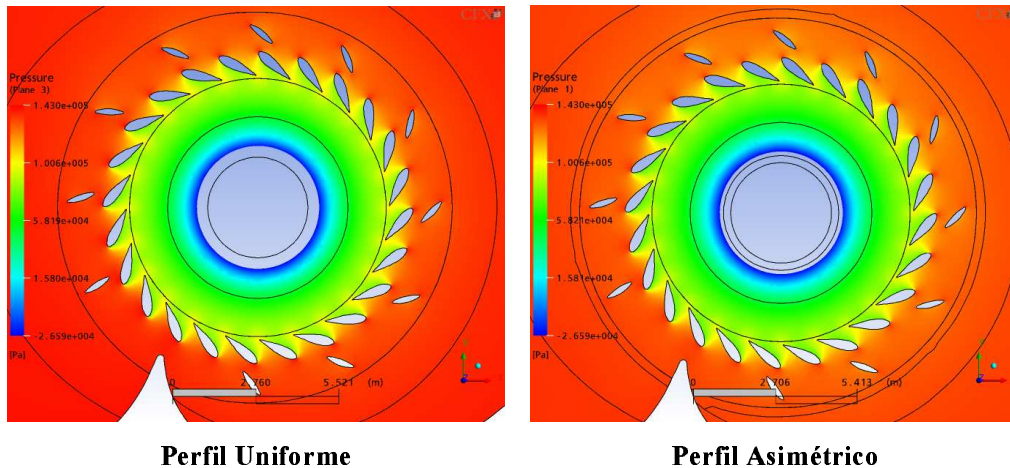 CFX
Pressure
(Plane 3)
1.430e+005
1.006e+005
5.819e+004
1.580e+004
-2.659e+004
[Pa]
0 2.760 5.521 (m)
CFX
Pressure
(Plane 1)
1.430e+005
1.006e+005
5.821e+004
1.581e+004
-2.659e+004
[Pa]
0 2.706 5.413 (m)
Perfil Uniforme
Perfil Asimétrico